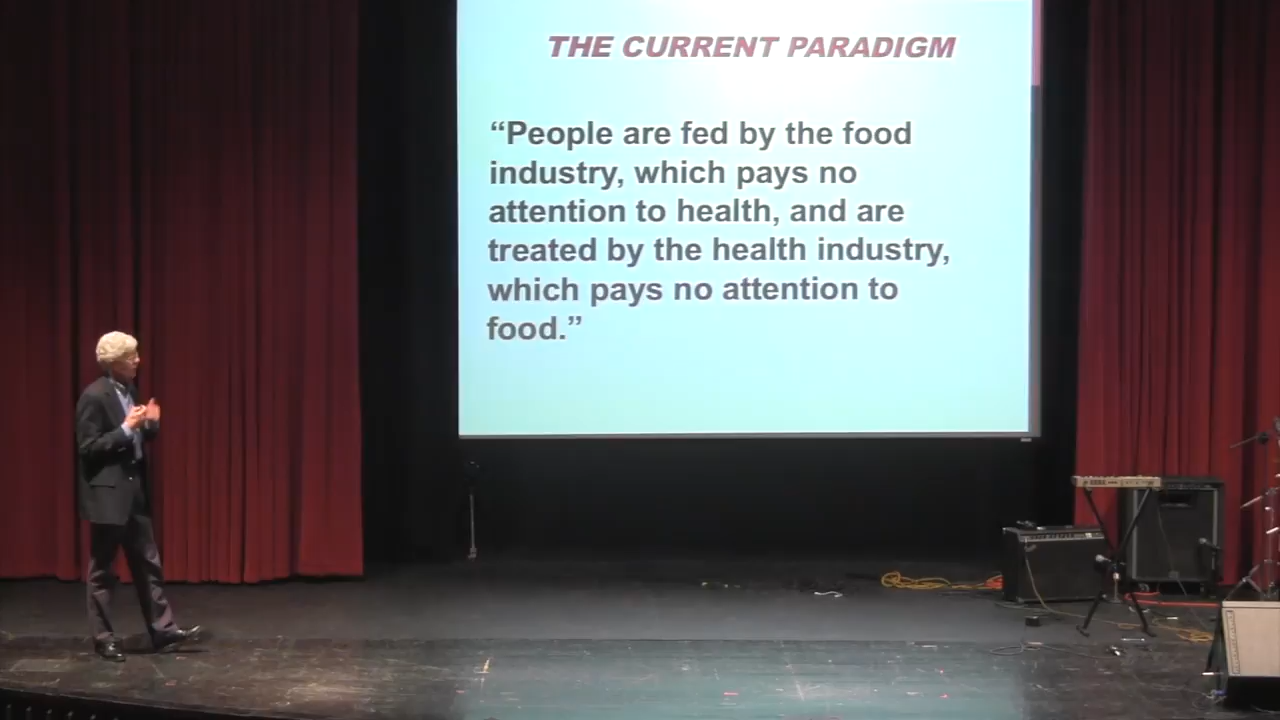 THE CURRENT PARADIGM
“People are fed by the food
industry, which pays no
attention to health, and are
treated by the health industry,
which pays no attention to
food.”
KORG